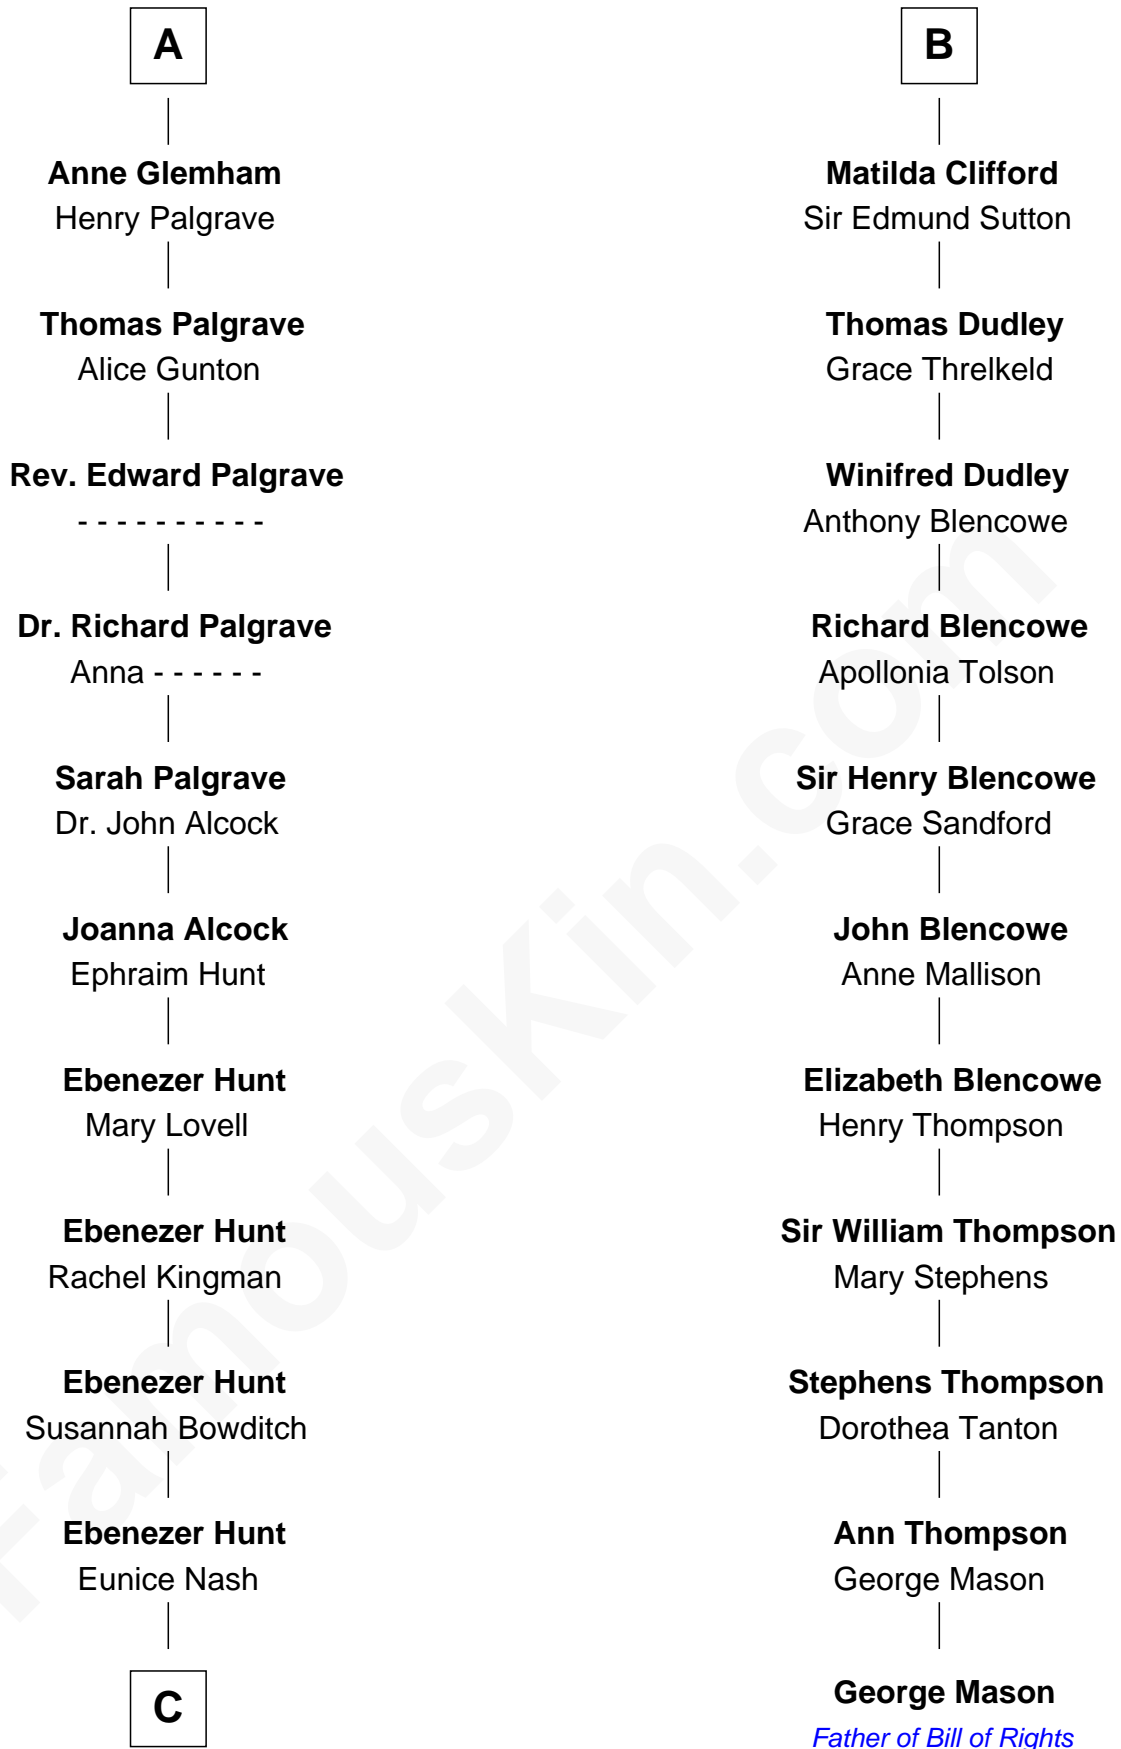 A
Anne Glemham
Henry Palgrave
Thomas Palgrave
Alice Gunton
Rev. Edward Palgrave
- - - - - - - - - -
Dr. Richard Palgrave
Anna - - - - - -
Sarah Palgrave
Dr. John Alcock
Joanna Alcock
Ephraim Hunt
Ebenezer Hunt
Mary Lovell
Ebenezer Hunt
Rachel Kingman
Ebenezer Hunt
Susannah Bowditch
Ebenezer Hunt
Eunice Nash
C
B
Matilda Clifford
Sir Edmund Sutton
Thomas Dudley
Grace Threlkeld
Winifred Dudley
Anthony Blencowe
Richard Blencowe
Apollonia Tolson
Sir Henry Blencowe
Grace Sandford
John Blencowe
Anne Mallison
Elizabeth Blencowe
Henry Thompson
Sir William Thompson
Mary Stephens
Stephens Thompson
Dorothea Tanton
Ann Thompson
George Mason
George Mason
Father of Bill of Rights
FamousKin.com